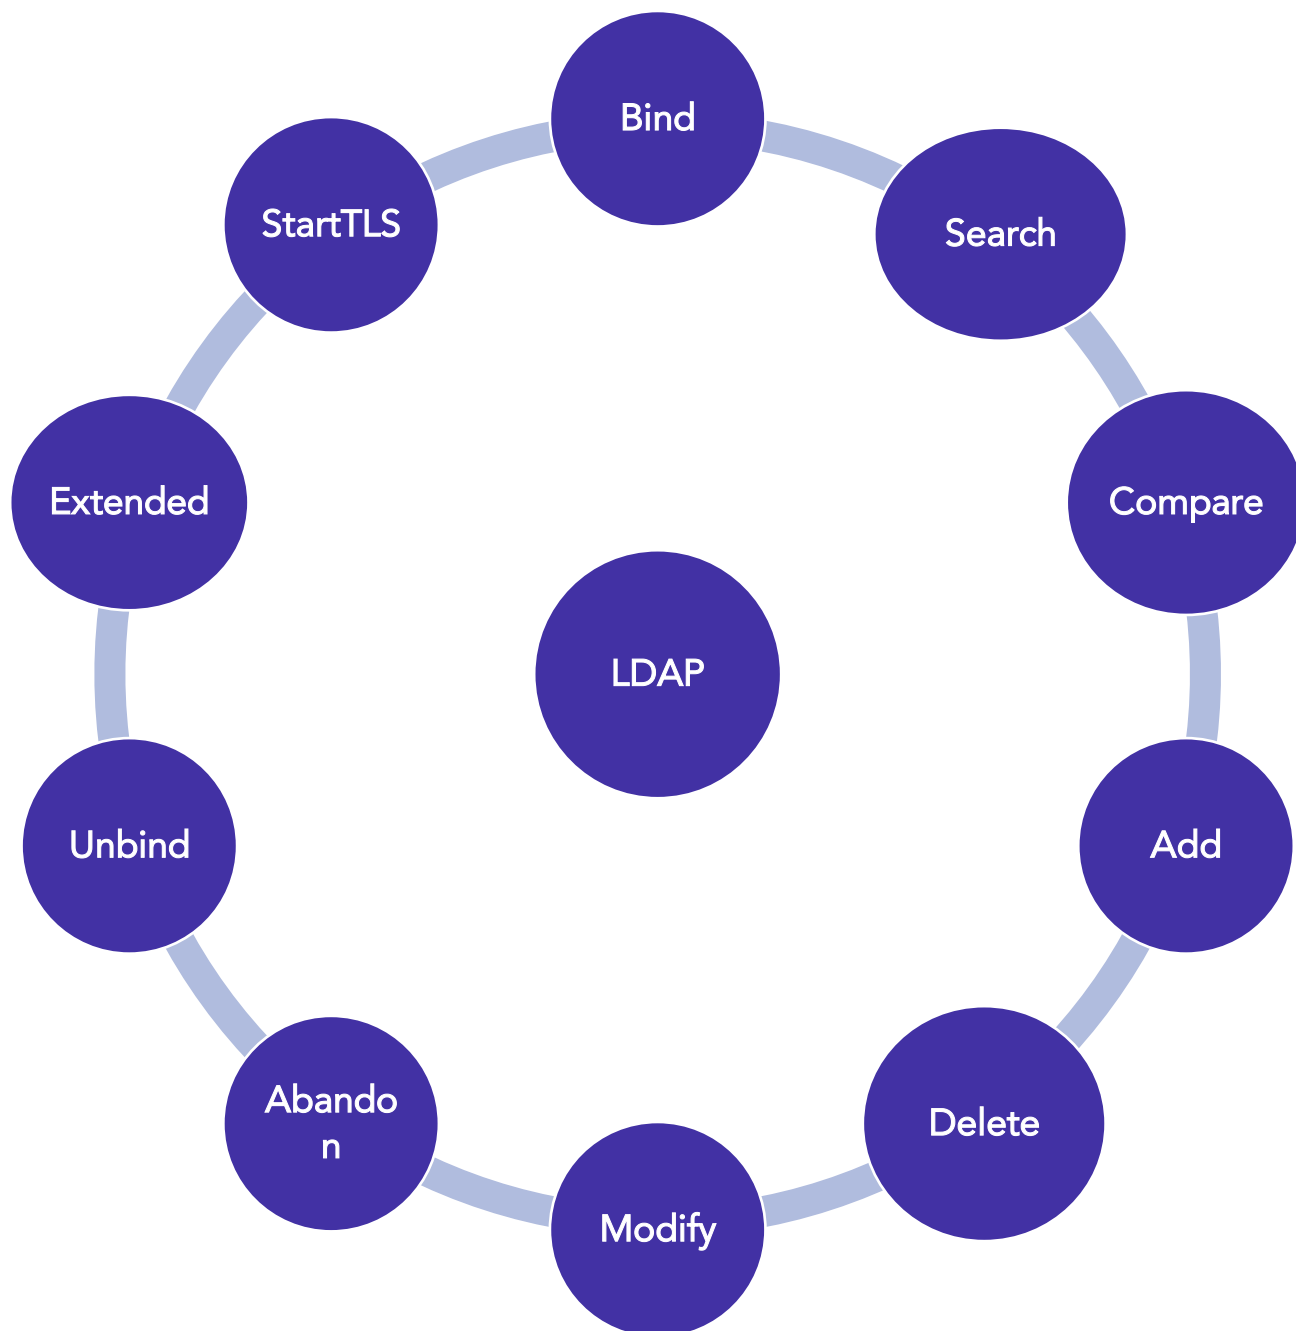 Bind
Search
Compare
Add
Delete
Modify
Abando
n
Unbind
Extended
StartTLS
LDAP